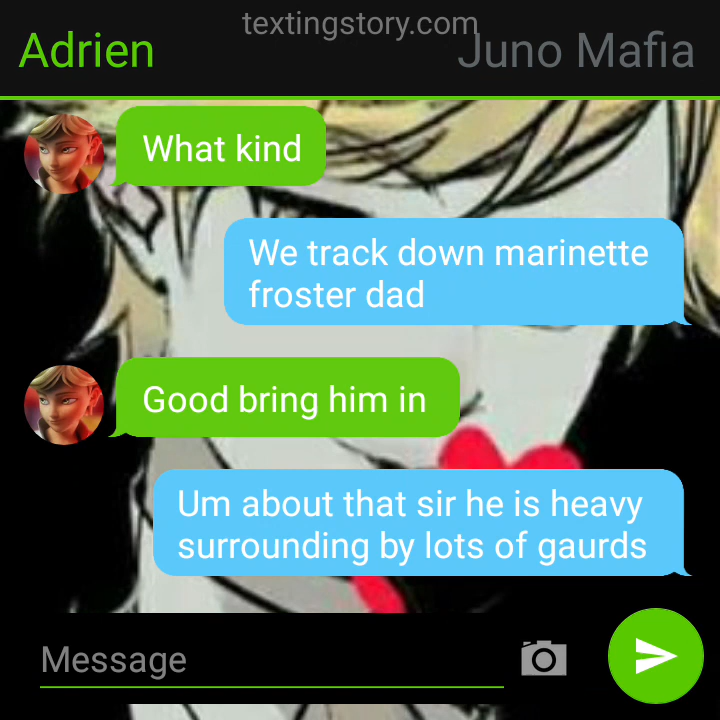 textingstory.com
Adrien
Juno Mafia
What kind
We track down marinette
froster dad
Good bring him in
Um about that sir he is heavy
surrounding by lots of gaurds
Message